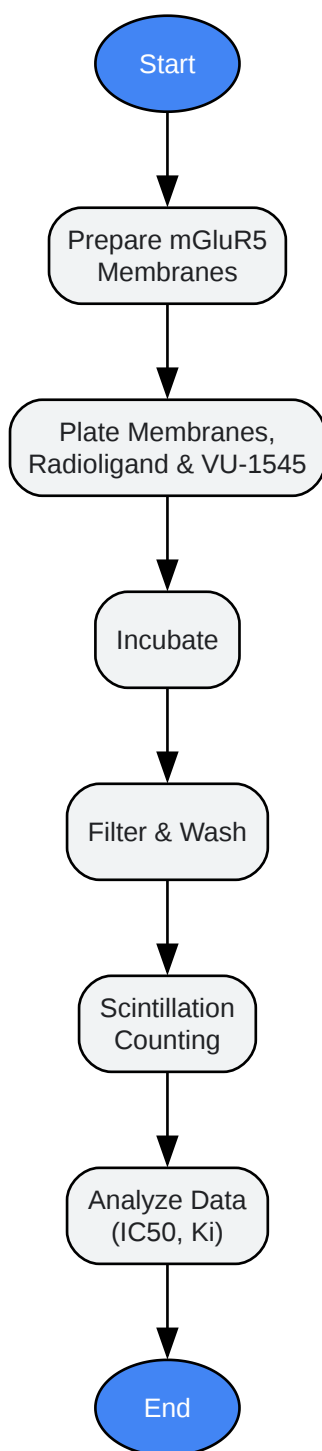 Start
Prepare mGluR5
Membranes
Plate Membranes,
Radioligand & VU-1545
Incubate
Filter & Wash
Scintillation
Counting
Analyze Data
(IC50, Ki)
End